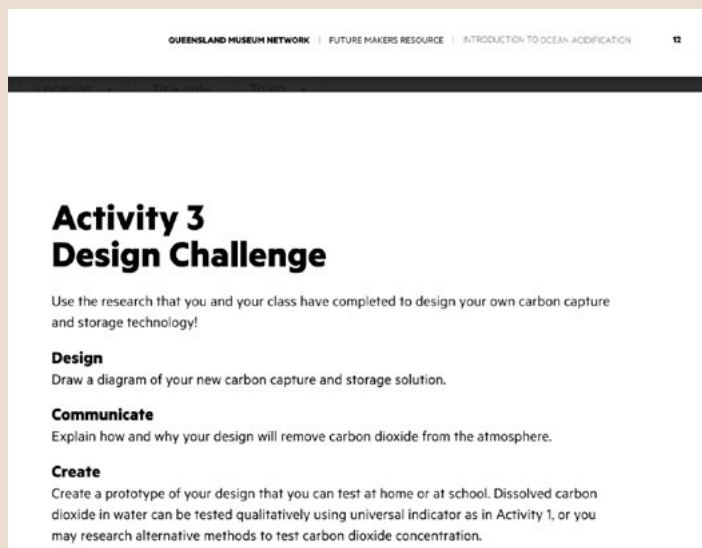 QUEENSLAND MUSEUM NETWORK | FUTURE MAKERS RESOURCE | INTRODUCTION TO OCEAN ACIDIFICATION 12
Location Title only To do
Activity 3
Design Challenge
Use the research that you and your class have completed to design your own carbon capture
and storage technology!
Design
Draw a diagram of your new carbon capture and storage solution.
Communicate
Explain how and why your design will remove carbon dioxide from the atmosphere.
Create
Create a prototype of your design that you can test at home or at school. Dissolved carbon
dioxide in water can be tested qualitatively using universal indicator as in Activity 1, or you
may research alternative methods to test carbon dioxide concentration.